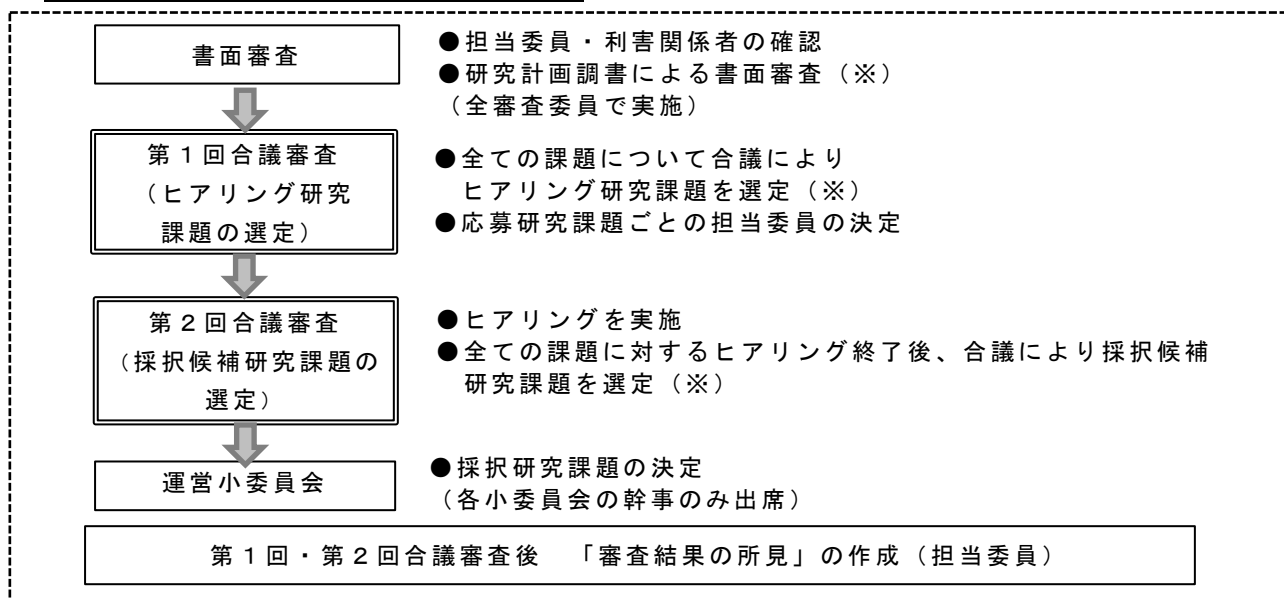 書面審査
●担当委員・利害関係者の確認
●研究計画調書による書面審査（※）
（全審査委員で実施）
第１回合議審査
（ヒアリング研究
課題の選定）
●全ての課題について合議により
ヒアリング研究課題を選定（※）
●応募研究課題ごとの担当委員の決定
第２回合議審査
（採択候補研究課題の
選定）
●ヒアリングを実施
●全ての課題に対するヒアリング終了後、合議により採択候補
研究課題を選定（※）
運営小委員会
●採択研究課題の決定
（各小委員会の幹事のみ出席）
第１回・第２回合議審査後　「審査結果の所見」の作成（担当委員）